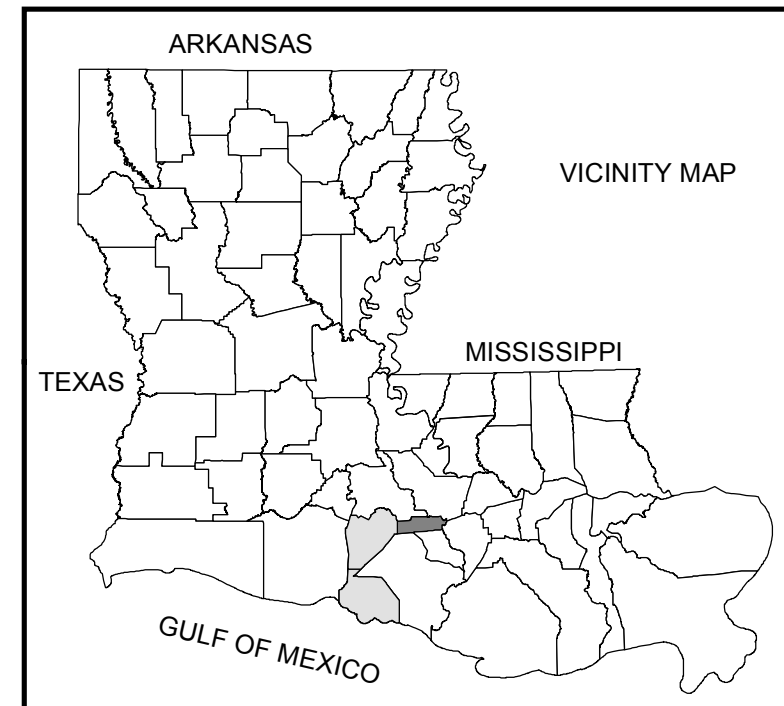 ARKANSAS
VICINITY MAP
MISSISSIPPI
TEXAS
GULF OF MEXICO